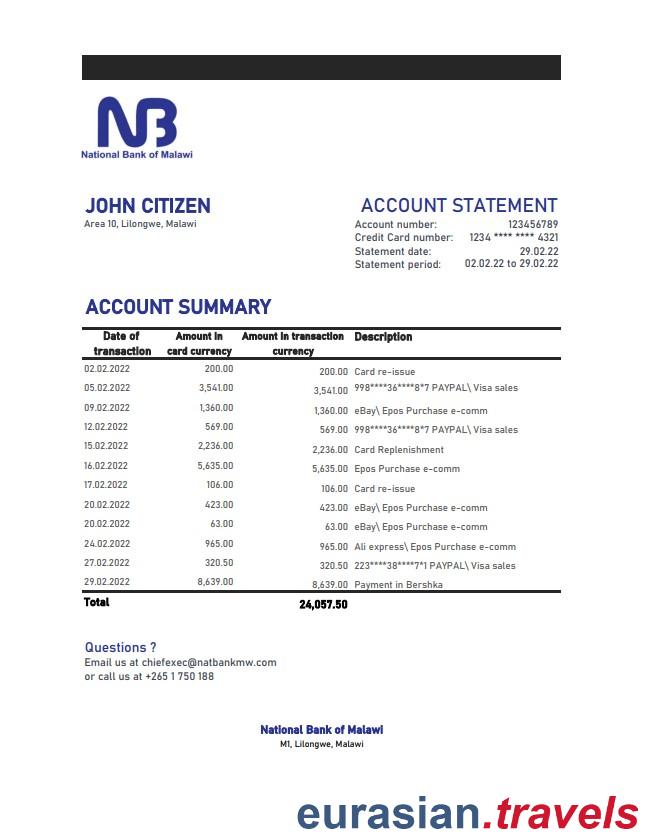 NB
National Bank of Malawi
JOHN CITIZEN
Area 10, Lilongwe, Malawi
ACCOUNT STATEMENT
Account number: 123456789
Credit Card number: 1234 **** **** 4321
Statement date: 29.02.22
Statement period: 02.02.22 to 29.02.22
ACCOUNT SUMMARY
Date of transaction Amount in card currency Amount in transaction currency Description
02.02.2022 200.00 200.00 Card re-issue
05.02.2022 3,541.00 3,541.00 998****36****8*7 PAYPAL\ Visa sales
09.02.2022 1,360.00 1,360.00 eBay\ Epos Purchase e-comm
12.02.2022 569.00 569.00 998****36****8*7 PAYPAL\ Visa sales
15.02.2022 2,236.00 2,236.00 Card Replenishment
16.02.2022 5,635.00 5,635.00 Epos Purchase e-comm
17.02.2022 106.00 106.00 Card re-issue
20.02.2022 423.00 423.00 eBay\ Epos Purchase e-comm
20.02.2022 63.00 63.00 eBay\ Epos Purchase e-comm
24.02.2022 965.00 965.00 Ali express\ Epos Purchase e-comm
27.02.2022 320.50 320.50 223****38****7*1 PAYPAL\ Visa sales
29.02.2022 8,639.00 8,639.00 Payment in Bershka
Total 24,057.50
Questions ?
Email us at chiefexec@natbankmw.com
or call us at +265 1 750 188
National Bank of Malawi
M1, Lilongwe, Malawi
eurasian.travels